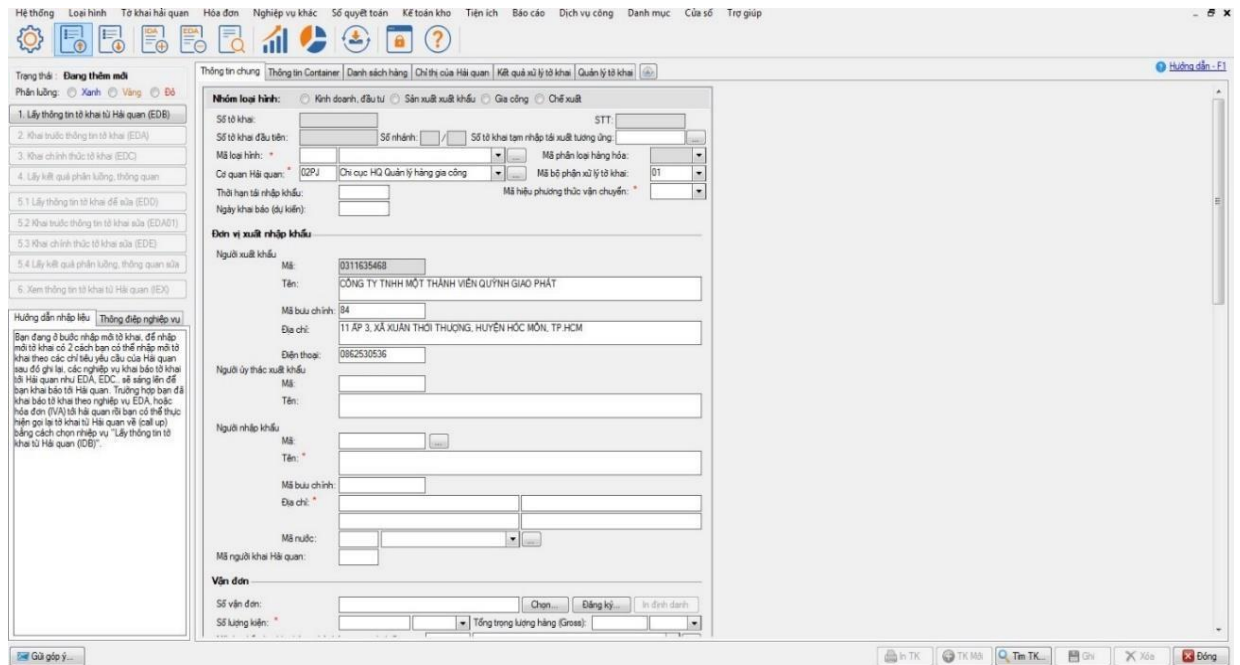 Hệ thống Loại hình Tờ khai hải quan Hóa đơn Nghiệp vụ khác Sổ quyết toán Kế toán kho Tiện ích Báo cáo Dịch vụ công Danh mục Cửa sổ Trợ giúp
IDA EDA
Hướng dẫn - F1
Trạng thái : Đang thêm mới
Phân luồng: Xanh Vàng Đỏ
1. Lấy thông tin tờ khai từ Hải quan (EDB)
2. Khai trước thông tin tờ khai (EDA)
3. Khai chính thức tờ khai (EDC)
4. Lấy kết quả phân luồng, thông quan
5.1 Lấy thông tin tờ khai để sửa (EDD)
5.2 Khai trước thông tin tờ khai sửa (EDA01)
5.3 Khai chính thức tờ khai sửa (EDE)
5.4 Lấy kết quả phân luồng, thông quan sửa
6. Xem thông tin tờ khai từ Hải quan (IEX)
Hướng dẫn nhập liệu Thông điệp nghiệp vụ
Bạn đang ở bước nhập mới tờ khai, để nhập
mới tờ khai có 2 cách bạn có thể nhập mới tờ
khai theo các chỉ tiêu yêu cầu của Hải quan
sau đó ghi lại, các nghiệp vụ khai báo tờ khai
tới Hải quan như EDA, EDC.. sẽ sáng lên để
bạn khai báo tới Hải quan. Trường hợp bạn đã
khai báo tờ khai theo nghiệp vụ EDA, hoặc
hóa đơn (IVA) tới hải quan rồi bạn có thể thực
hiện gọi lại tờ khai từ Hải quan về (call up)
bằng cách chọn nhiệp vụ "Lấy thông tin tờ
khai từ Hải quan (IDB)".
Thông tin chung Thông tin Container Danh sách hàng Chỉ thị của Hải quan Kết quả xử lý tờ khai Quản lý tờ khai
Nhóm loại hình: Kinh doanh, đầu tư Sản xuất xuất khẩu Gia công Chế xuất
Số tờ khai: STT:
Số tờ khai đầu tiên: Số nhánh: / Số tờ khai tạm nhập tái xuất tương ứng: ...
Mã loại hình: * ... Mã phân loại hàng hóa:
Cơ quan Hải quan: * 02PJ Chi cục HQ Quản lý hàng gia công ... Mã bộ phận xử lý tờ khai: 01
Thời hạn tái nhập khẩu: Mã hiệu phương thức vận chuyển: *
Ngày khai báo (dự kiến):
Đơn vị xuất nhập khẩu
Người xuất khẩu
Mã: 0311635468
Tên: CÔNG TY TNHH MỘT THÀNH VIÊN QUỲNH GIAO PHÁT
Mã bưu chính: 84
Địa chỉ: 11 ẤP 3, XÃ XUÂN THỚI THƯỢNG, HUYỆN HÓC MÔN, TP.HCM
Điện thoại: 0862530536
Người ủy thác xuất khẩu
Mã:
Tên:
Người nhập khẩu
Mã: ...
Tên: *
Mã bưu chính:
Địa chỉ: *
Mã nước: ...
Mã người khai Hải quan:
Vận đơn
Số vận đơn: Chọn... Đăng ký... In định danh
Số lượng kiện: * Tổng trọng lượng hàng (Gross):
Gửi góp ý... In TK TK Mới Tìm TK... Ghi Xóa Đóng